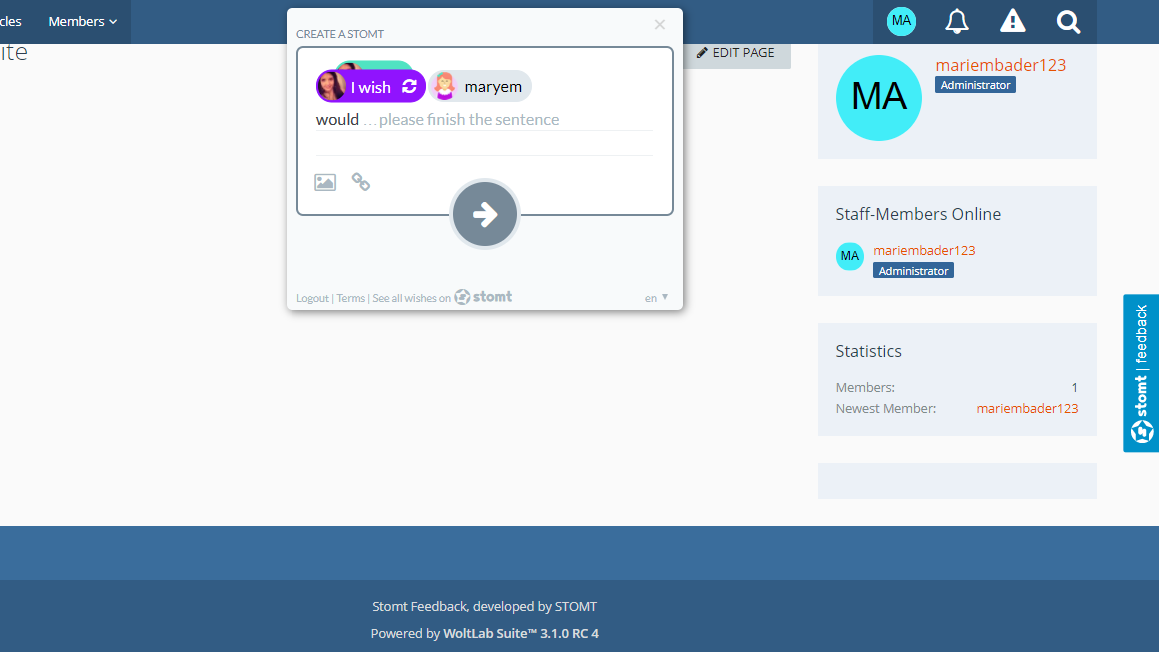 cles Members MA
ite
CREATE A STOMT
I wish maryem
would ...please finish the sentence
Logout | Terms | See all wishes on stomt en
EDIT PAGE
MA
mariembader123
Administrator
Staff-Members Online
MA
mariembader123
Administrator
Statistics
Members: 1
Newest Member: mariembader123
stomt | feedback
Stomt Feedback, developed by STOMT
Powered by WoltLab Suite™ 3.1.0 RC 4